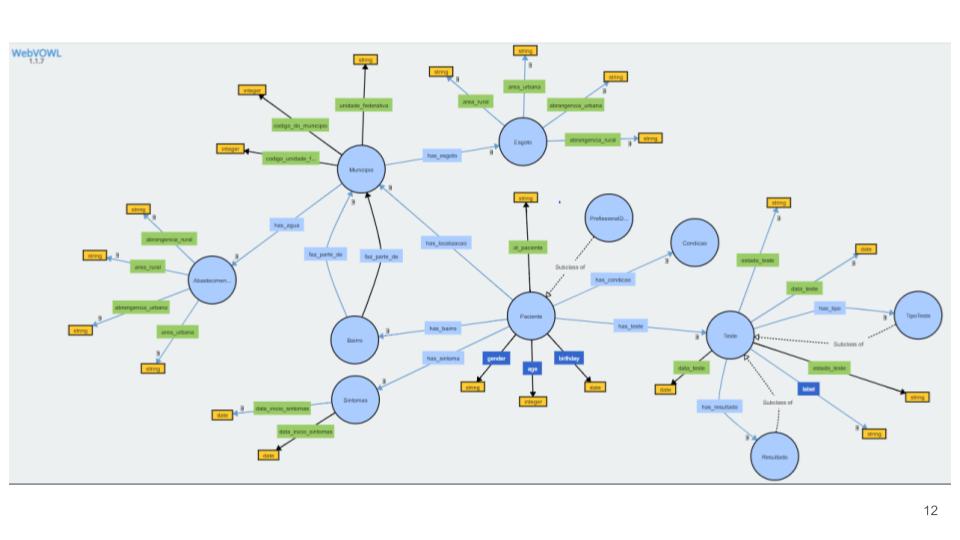 WebVOWL
1.1.7
string
string
string
string
integer
area_rural
area_urbana
abrangencia_urbana
unidade_federativa
codigo_do_municipio
abrangencia_rural
string
integer
codigo_unidade_f...
has_esgoto
Esgoto
Municipio
string
string
string
abrangencia_rural
has_agua
has_localizacao
Condicao
date
string
area_rural
faz_parte_de
faz_parte_de
id_paciente
Subclass of
estado_teste
Abastecimen...
has_condicao
data_teste
abrangencia_urbana
has_tipo
TipoTeste
string
area_urbana
has_bairro
Paciente
has_teste
Teste
Bairro
Subclass of
string
has_sintoma
gender
age
birthday
data_teste
estado_teste
string
integer
date
date
label
string
Sintomas
data_inicio_sintomas
date
has_resultado
Subclass of
data_inicio_sintomas
string
date
Resultado
12